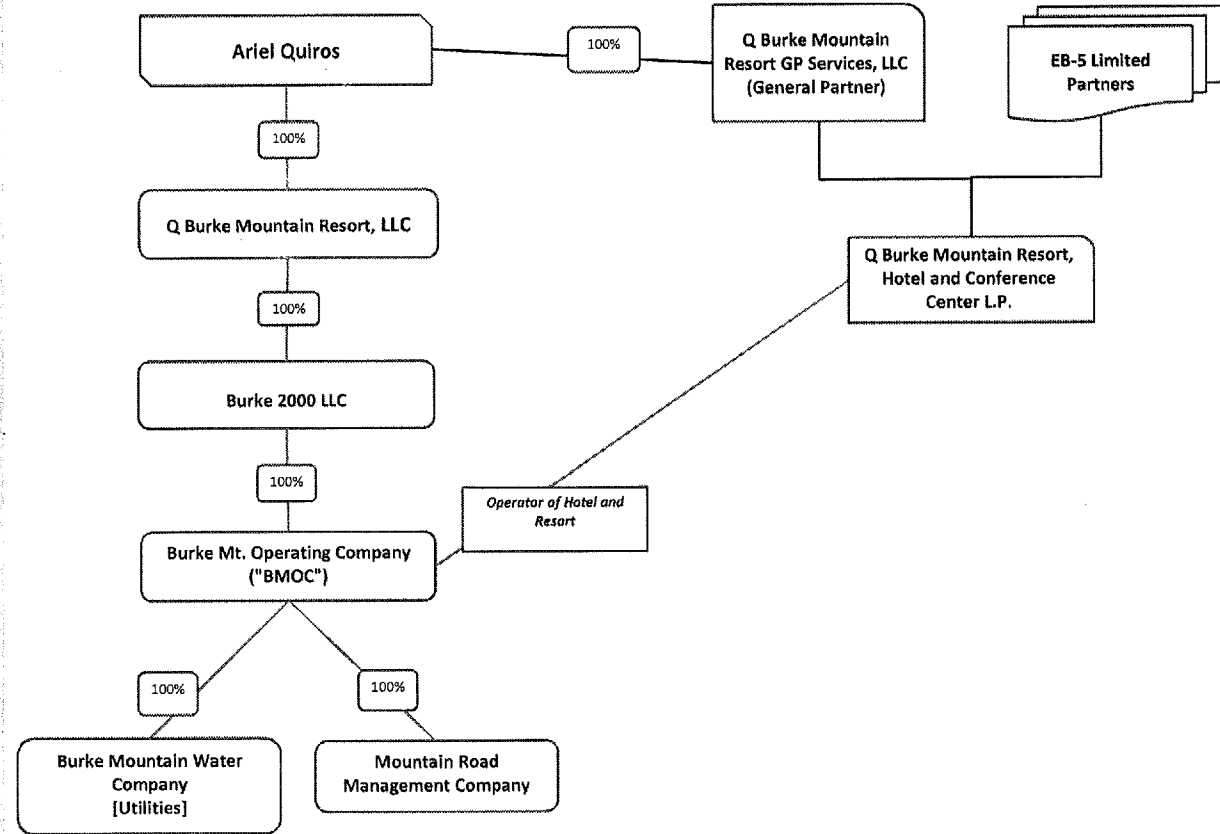 Ariel Quiros
100%
Q Burke Mountain
Resort GP Services, LLC
(General Partner)
EB-5 Limited
Partners
100%
Q Burke Mountain Resort, LLC
Q Burke Mountain Resort,
Hotel and Conference
Center L.P.
100%
Burke 2000 LLC
100%
Operator of Hotel and
Resort
Burke Mt. Operating Company
("BMOC")
100%
100%
Burke Mountain Water
Company
[Utilities]
Mountain Road
Management Company